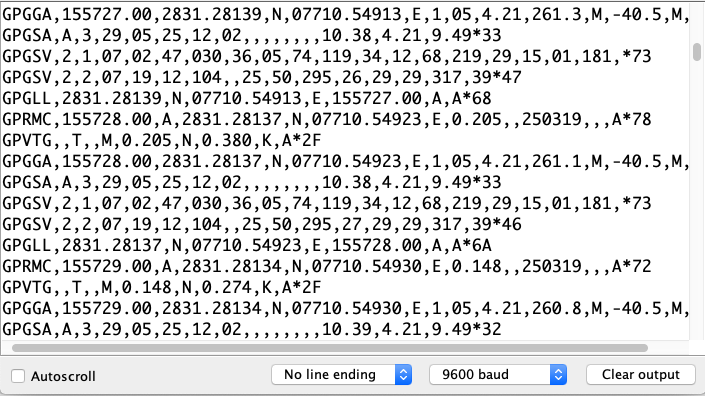 GPGGA,155727.00,2831.28139,N,07710.54913,E,1,05,4.21,261.3,M,-40.5,M,
GPGSA,A,3,29,05,25,12,02,,,,,,,,10.38,4.21,9.49*33
GPGSV,2,1,07,02,47,030,36,05,74,119,34,12,68,219,29,15,01,181,*73
GPGSV,2,2,07,19,12,104,,25,50,295,26,29,29,317,39*47
GPGLL,2831.28139,N,07710.54913,E,155727.00,A,A*68
GPRMC,155728.00,A,2831.28137,N,07710.54923,E,0.205,,250319,,,A*78
GPVTG,,T,,M,0.205,N,0.380,K,A*2F
GPGGA,155728.00,2831.28137,N,07710.54923,E,1,05,4.21,261.1,M,-40.5,M,
GPGSA,A,3,29,05,25,12,02,,,,,,,,10.38,4.21,9.49*33
GPGSV,2,1,07,02,47,030,36,05,74,119,34,12,68,219,29,15,01,181,*73
GPGSV,2,2,07,19,12,104,,25,50,295,27,29,29,317,39*46
GPGLL,2831.28137,N,07710.54923,E,155728.00,A,A*6A
GPRMC,155729.00,A,2831.28134,N,07710.54930,E,0.148,,250319,,,A*72
GPVTG,,T,,M,0.148,N,0.274,K,A*2F
GPGGA,155729.00,2831.28134,N,07710.54930,E,1,05,4.21,260.8,M,-40.5,M,
GPGSA,A,3,29,05,25,12,02,,,,,,,,10.39,4.21,9.49*32
Autoscroll No line ending 9600 baud Clear output